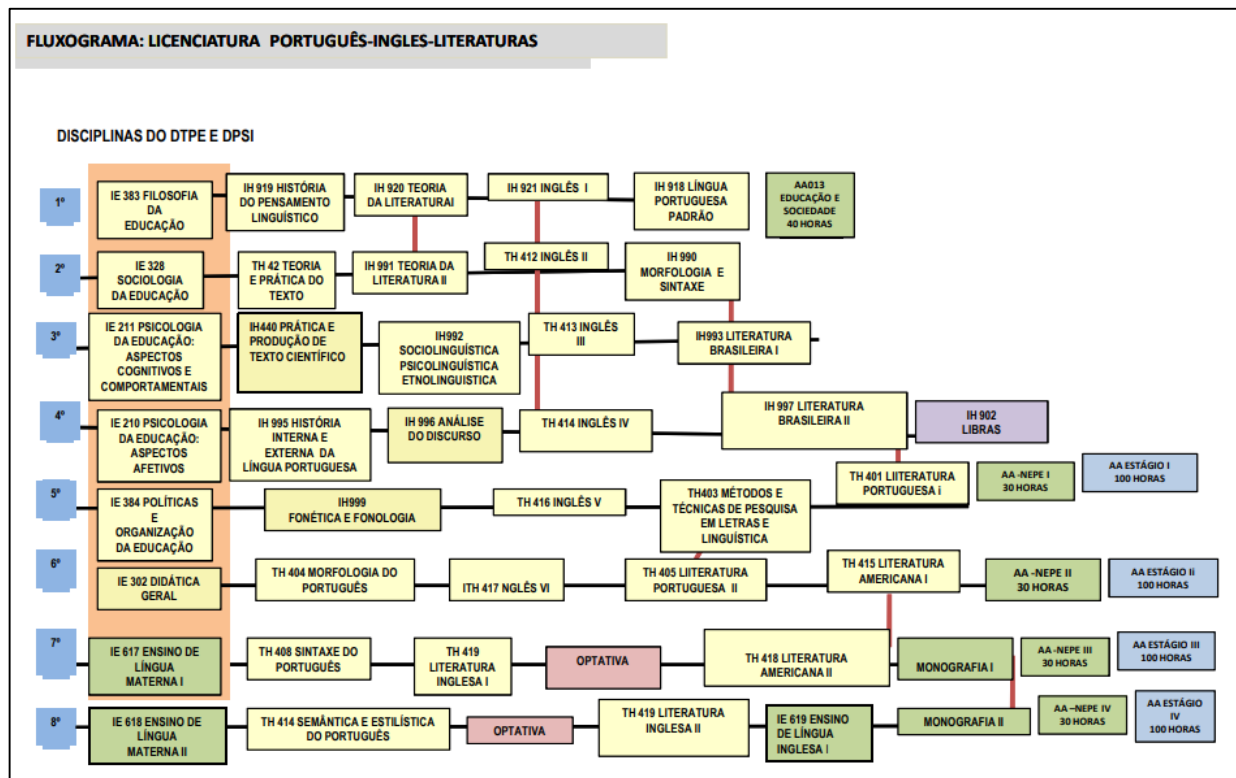 FLUXOGRAMA: LICENCIATURA PORTUGUÊS-INGLES-LITERATURAS
DISCIPLINAS DO DTPE E DPSI
1º
IE 383 FILOSOFIA
DA
EDUCAÇÃO
IH 919 HISTÓRIA
DO PENSAMENTO
LINGUÍSTICO
IH 920 TEORIA
DA LITERATURAI
IH 921 INGLÊS I
IH 918 LÍNGUA
PORTUGUESA
PADRÃO
AA013
EDUCAÇÃO E
SOCIEDADE
40 HORAS
2º
IE 328
SOCIOLOGIA
DA EDUCAÇÃO
TH 42 TEORIA
E PRÁTICA DO
TEXTO
IH 991 TEORIA DA
LITERATURA II
TH 412 INGLÊS II
IH 990
MORFOLOGIA E
SINTAXE
3º
IE 211 PSICOLOGIA
DA EDUCAÇÃO:
ASPECTOS
COGNITIVOS E
COMPORTAMENTAIS
IH440 PRÁTICA E
PRODUÇÃO DE
TEXTO CIENTÍFICO
IH992
SOCIOLINGUÍSTICA
PSICOLINGUÍSTICA
ETNOLINGUISTICA
TH 413 INGLÊS
III
IH993 LITERATURA
BRASILEIRA I
4º
IE 210 PSICOLOGIA
DA EDUCAÇÃO:
ASPECTOS
AFETIVOS
IH 995 HISTÓRIA
INTERNA E
EXTERNA DA
LÍNGUA PORTUGUESA
IH 996 ANÁLISE
DO DISCURSO
TH 414 INGLÊS IV
IH 997 LITERATURA
BRASILEIRA II
IH 902
LIBRAS
5º
IE 384 POLÍTICAS
E
ORGANIZAÇÃO
DA EDUCAÇÃO
IH999
FONÉTICA E FONOLOGIA
TH 416 INGLÊS V
TH403 MÉTODOS E
TÉCNICAS DE PESQUISA
EM LETRAS E
LINGUÍSTICA
TH 401 LIITERATURA
PORTUGUESA i
AA -NEPE I
30 HORAS
AA ESTÁGIO I
100 HORAS
6º
IE 302 DIDÁTICA
GERAL
TH 404 MORFOLOGIA DO
PORTUGUÊS
ITH 417 NGLÊS VI
TH 405 LIITERATURA
PORTUGUESA II
TH 415 LITERATURA
AMERICANA I
AA -NEPE II
30 HORAS
AA ESTÁGIO Ii
100 HORAS
7º
IE 617 ENSINO DE
LÍNGUA
MATERNA I
TH 408 SINTAXE DO
PORTUGUÊS
TH 419
LITERATURA
INGLESA I
OPTATIVA
TH 418 LITERATURA
AMERICANA II
MONOGRAFIA I
AA -NEPE III
30 HORAS
AA ESTÁGIO III
100 HORAS
8º
IE 618 ENSINO DE
LÍNGUA
MATERNA II
TH 414 SEMÂNTICA E ESTILÍSTICA
DO PORTUGUÊS
OPTATIVA
TH 419 LITERATURA
INGLESA II
IE 619 ENSINO
DE LÍNGUA
INGLESA I
MONOGRAFIA II
AA –NEPE IV
30 HORAS
AA ESTÁGIO
IV
100 HORAS